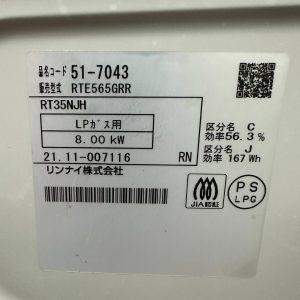 品名コード 51-7043
販売型式 RTE565GRR
RT35NJH
LPガス用
8.00 kW
21.11-007116 RN
リンナイ株式会社
区分名 C
効率56.3%
区分名 J
効率 167 Wh
JIA認証
PS
LPG